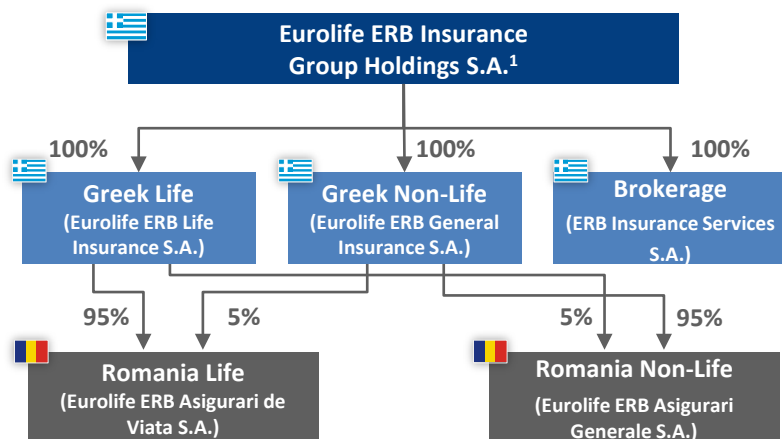 Eurolife ERB Insurance
Group Holdings S.A.1
100%
100%
100%
Greek Life
(Eurolife ERB Life
Insurance S.A.)
Greek Non-Life
(Eurolife ERB General
Insurance S.A.)
Brokerage
(ERB Insurance Services
S.A.)
95%
5%
5%
95%
Romania Life
(Eurolife ERB Asigurari de
Viata S.A.)
Romania Non-Life
(Eurolife ERB Asigurari
Generale S.A.)